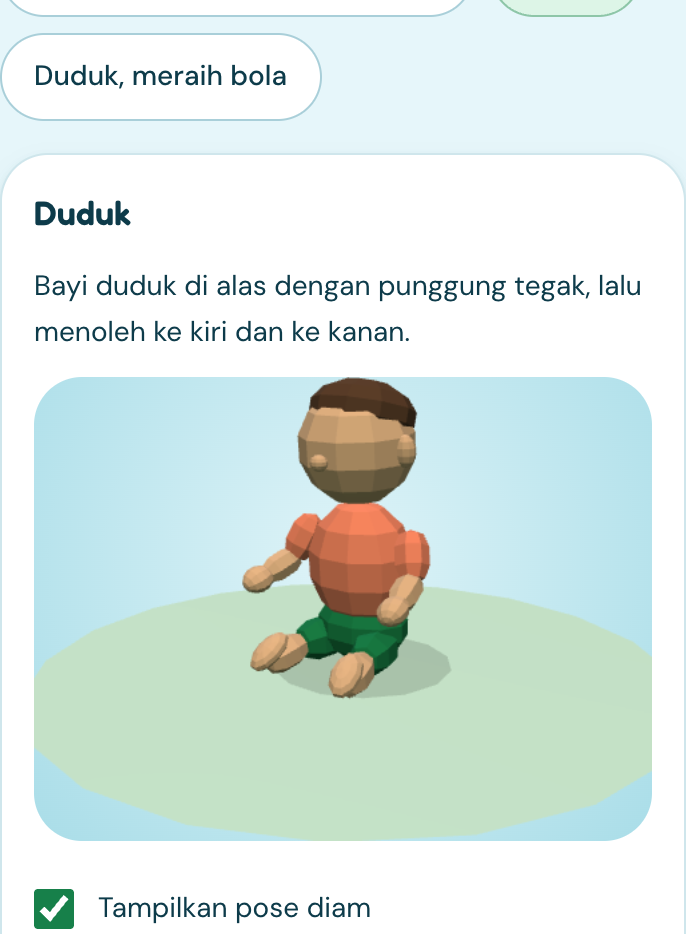 Duduk, meraih bola
Duduk
Bayi duduk di alas dengan punggung tegak, lalu
menoleh ke kiri dan ke kanan.
Tampilkan pose diam